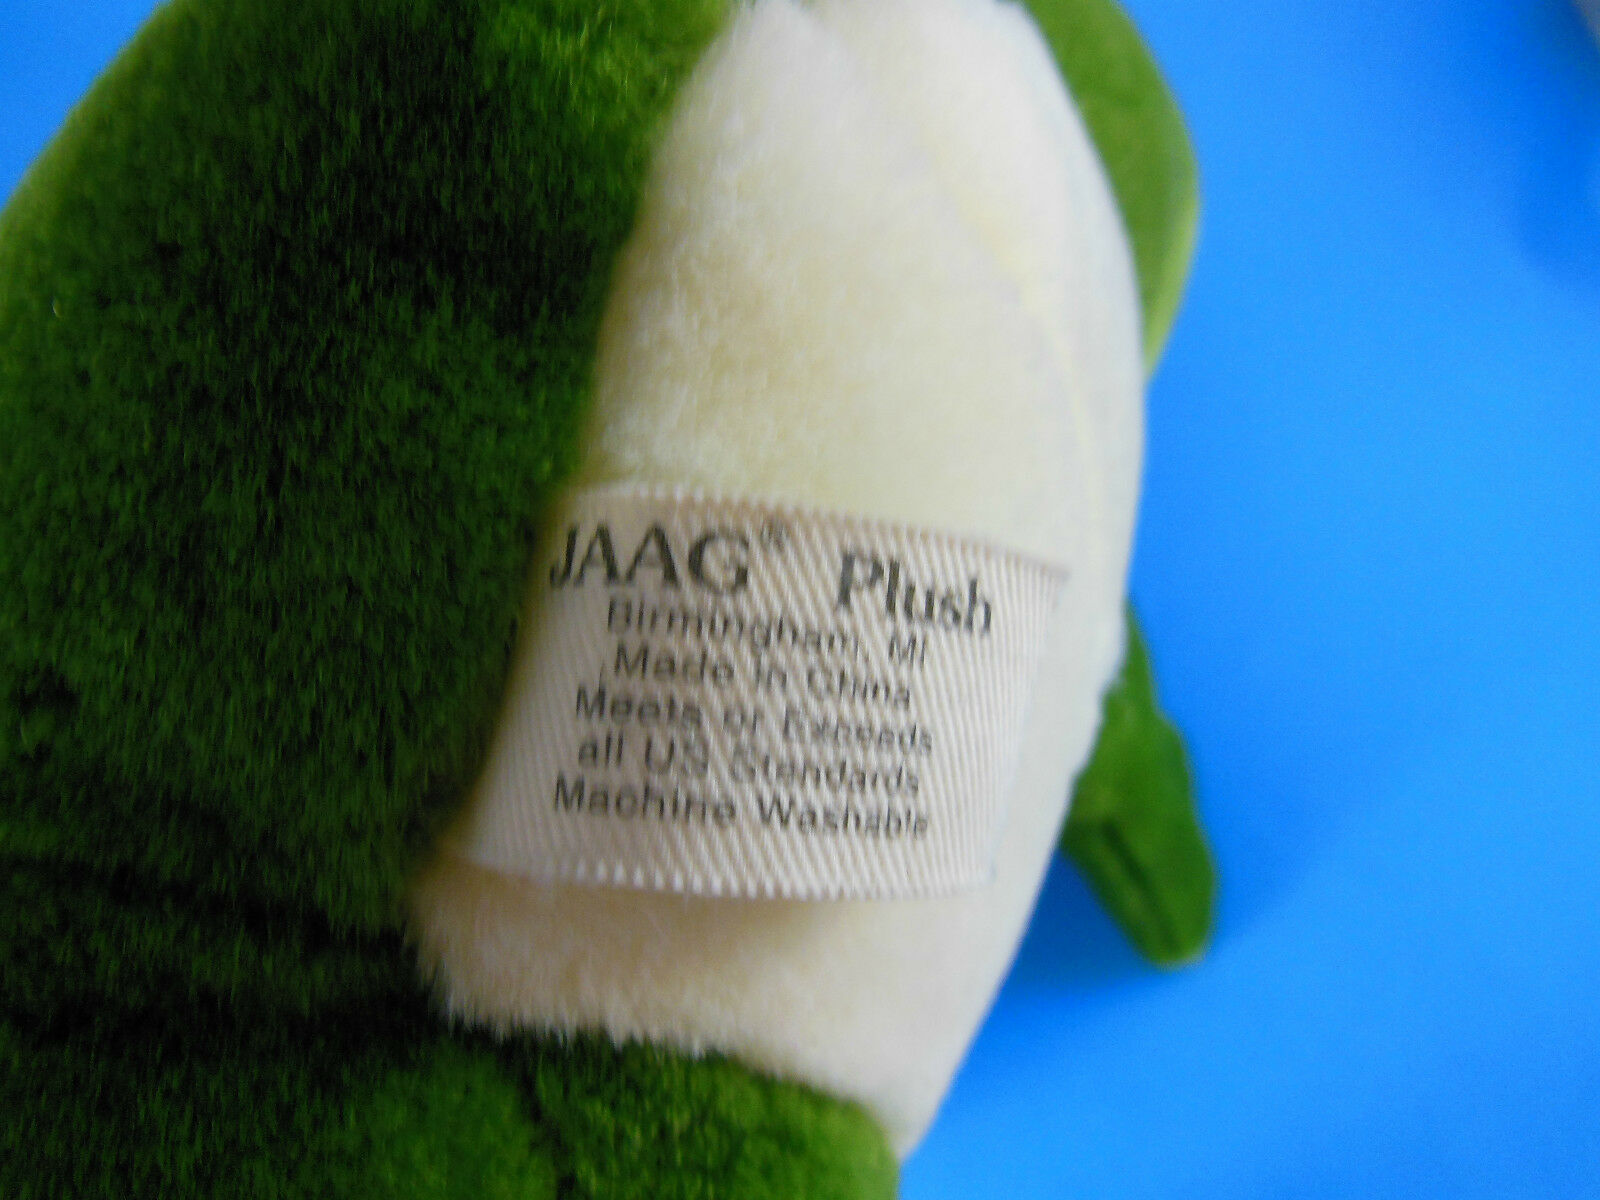 JAAG® Plush
Birmingham, MI
Made in China
Meets or Exceeds
all US Standards
Machine Washable